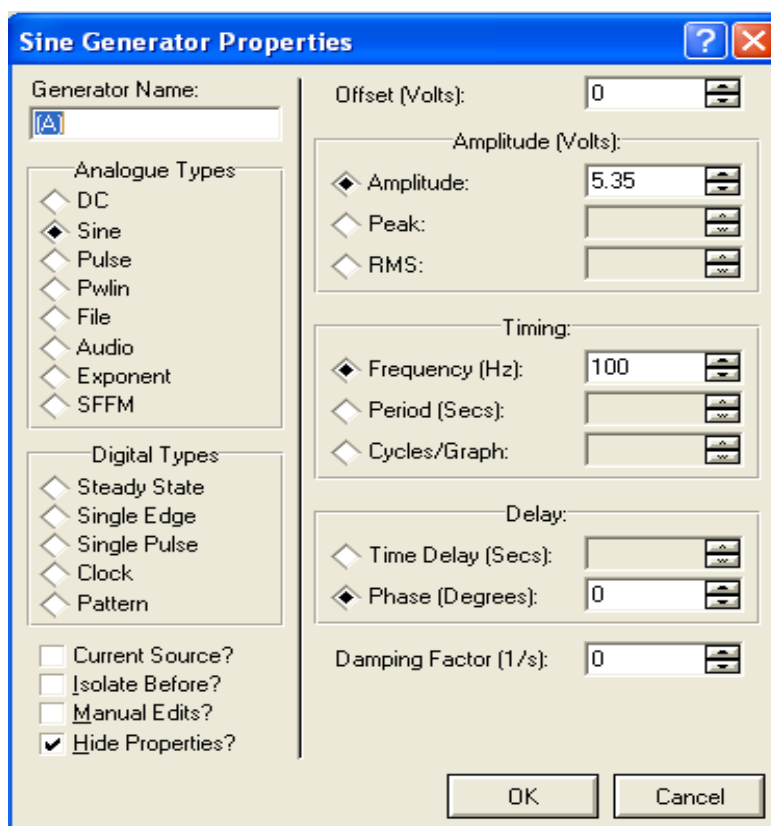 Sine Generator Properties
Generator Name:
(A)
Analogue Types
DC
Sine
Pulse
Pwlin
File
Audio
Exponent
SFFM
Digital Types
Steady State
Single Edge
Single Pulse
Clock
Pattern
Current Source?
Isolate Before?
Manual Edits?
Hide Properties?
Offset (Volts): 0
Amplitude (Volts):
Amplitude: 5.35
Peak:
RMS:
Timing:
Frequency (Hz): 100
Period (Secs):
Cycles/Graph:
Delay:
Time Delay (Secs):
Phase (Degrees): 0
Damping Factor (1/s): 0
OK Cancel